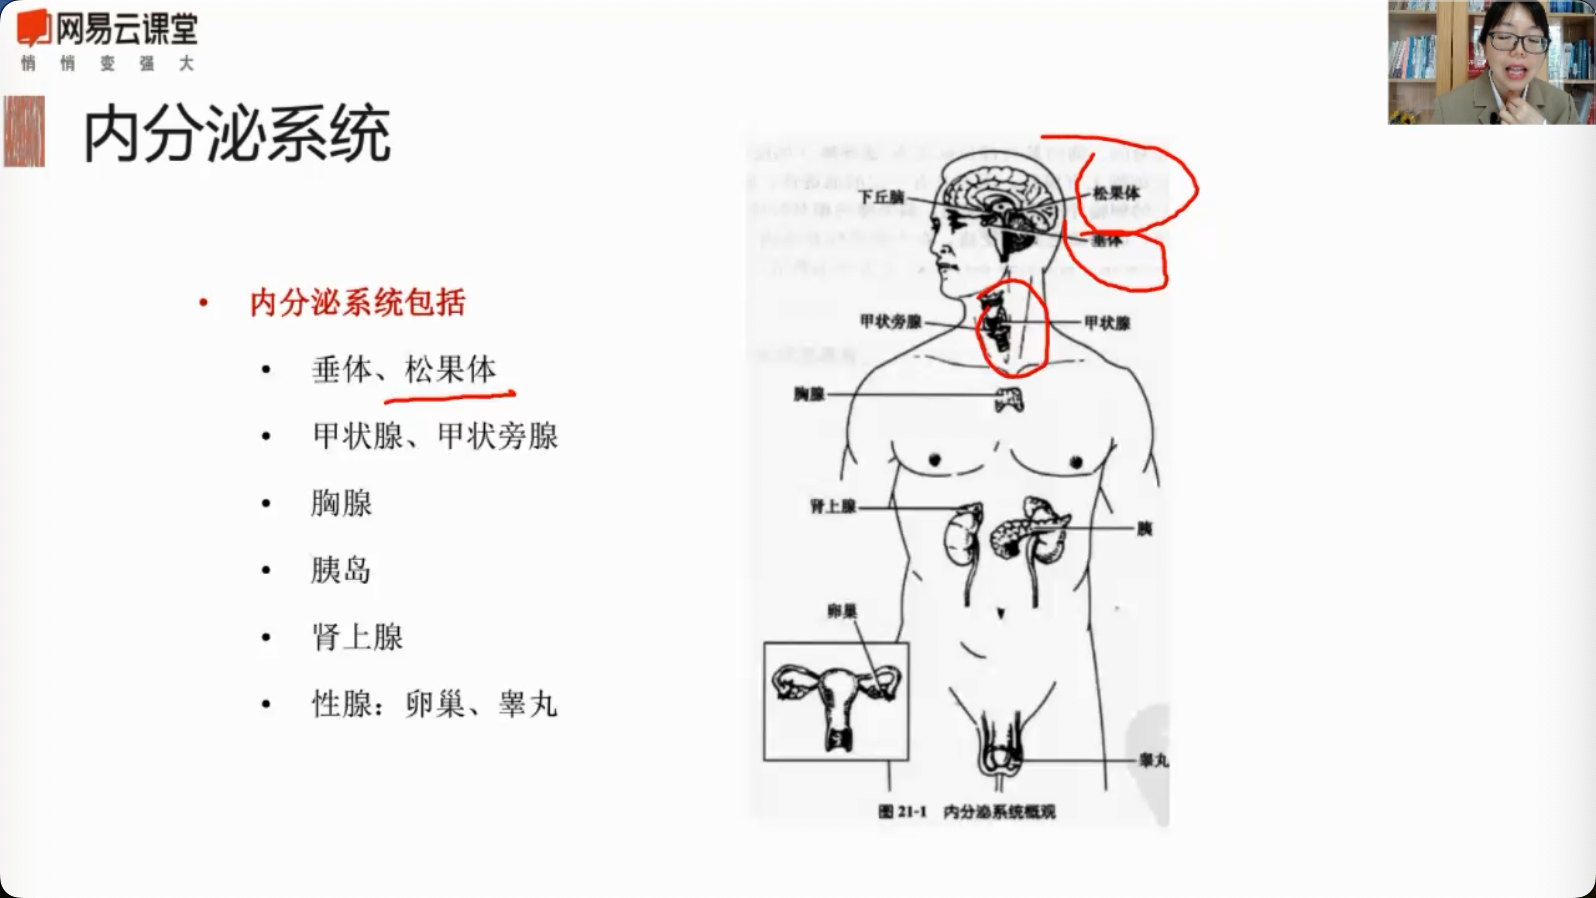 网易云课堂
悄悄变强大
内分泌系统
• 内分泌系统包括
• 垂体、松果体
• 甲状腺、甲状旁腺
• 胸腺
• 胰岛
• 肾上腺
• 性腺：卵巢、睾丸
下丘脑
松果体
垂体
甲状旁腺
甲状腺
胸腺
肾上腺
胰
卵巢
睾丸
图 21-1 内分泌系统概观